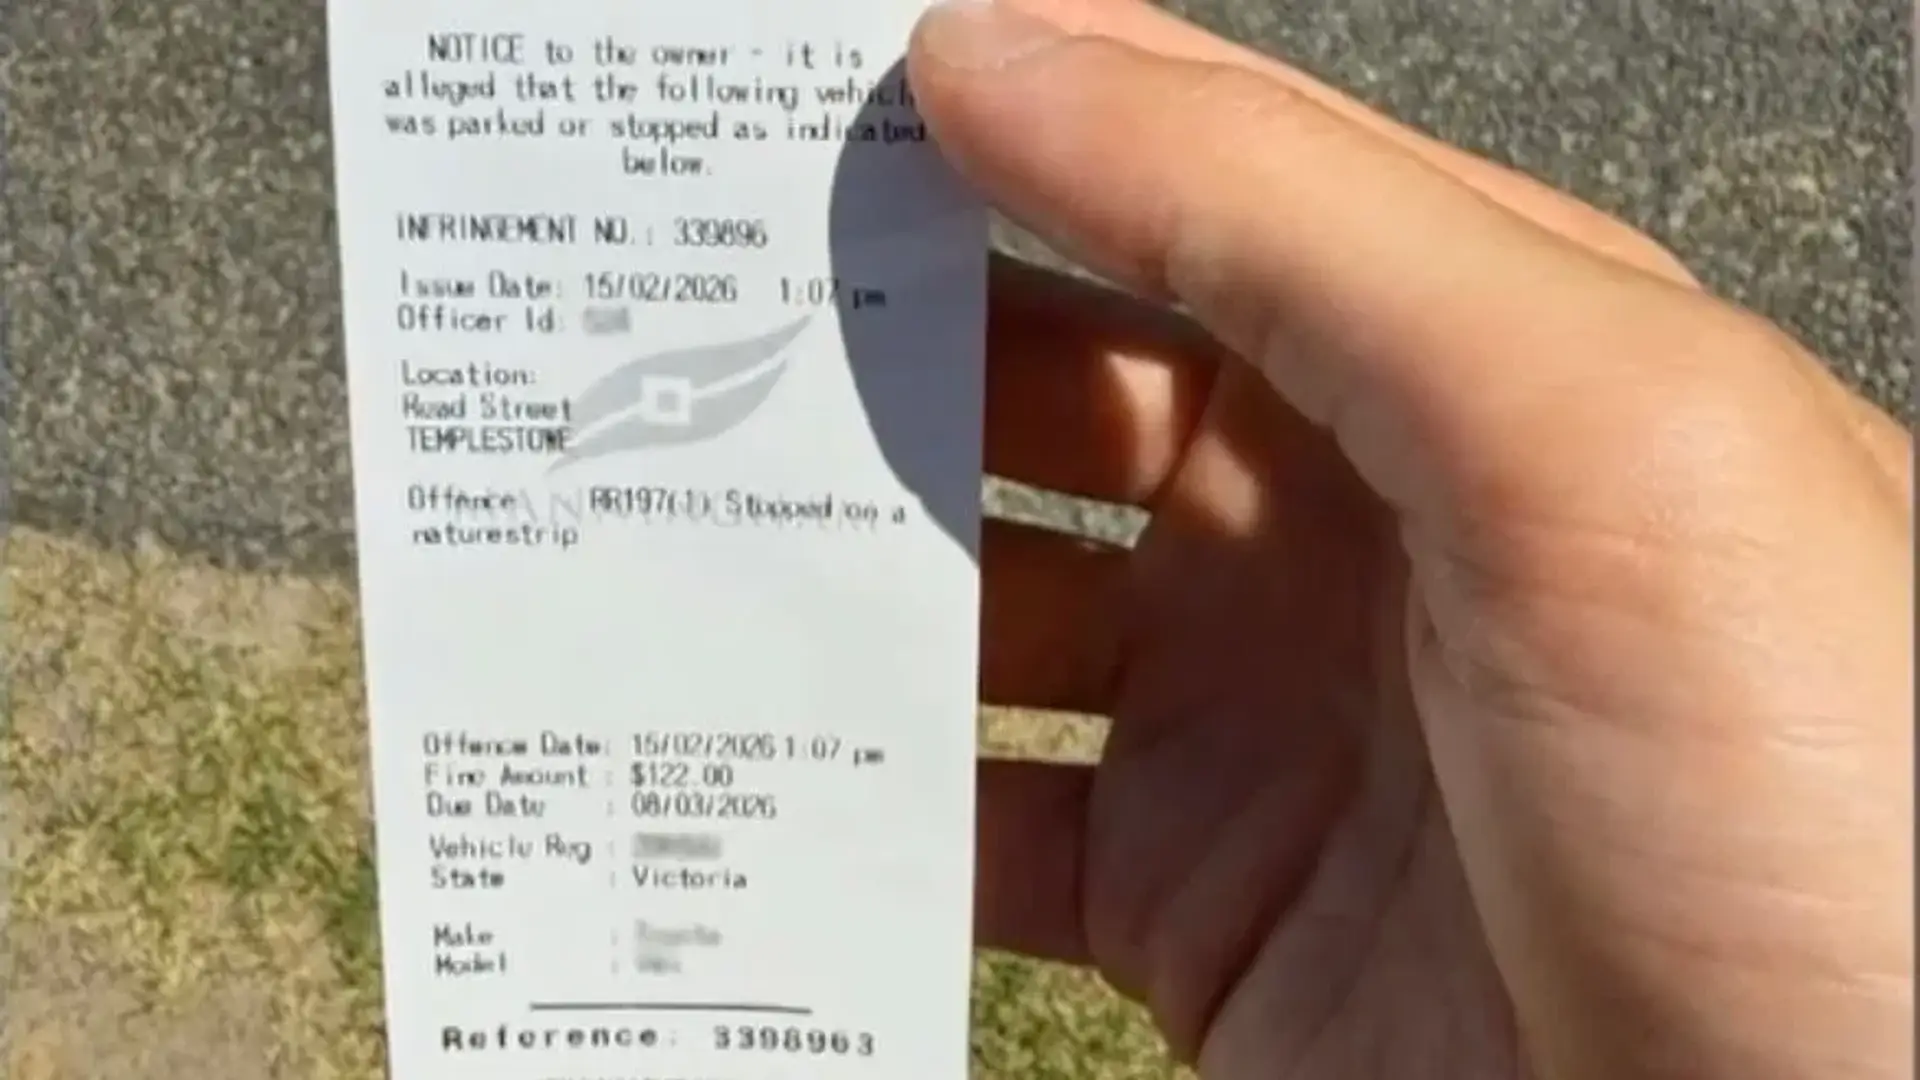 NOTICE to the owner - it is
alleged that the following vehicle
was parked or stopped as indicated
below.
INFRINGEMENT NO.: 339896
Issue Date: 15/02/2026 1:07 pm
Officer Id:
Location:
Road Street
TEMPLESTOWE
Offence RR197(1) Stopped on a
naturestrip
Offence Date: 15/02/2026 1:07 pm
Fine Amount : $122.00
Due Date : 08/03/2026
Vehicle Reg :
State : Victoria
Make :
Model :
Reference: 3398963